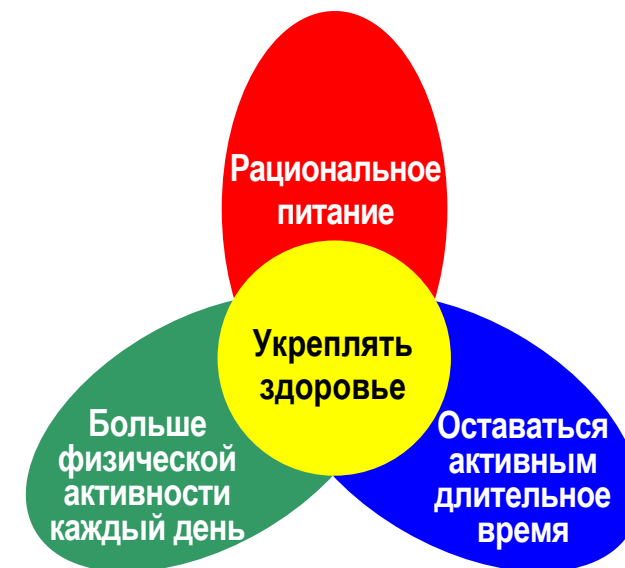 Рациональное
питание
Укреплять
здоровье
Больше
физической
активности
каждый день
Оставаться
активным
длительное
время